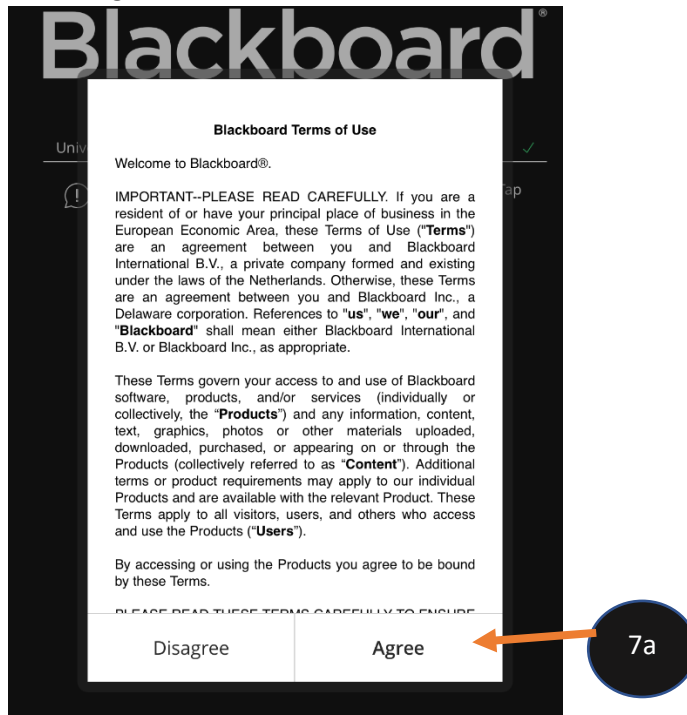 Blackboard®
Blackboard Terms of Use
Univ
Welcome to Blackboard®.
IMPORTANT--PLEASE READ CAREFULLY. If you are a
ap
resident of or have your principal place of business in the
European Economic Area, these Terms of Use ("Terms")
are an agreement between you and Blackboard
International B.V., a private company formed and existing
under the laws of the Netherlands. Otherwise, these Terms
are an agreement between you and Blackboard Inc., a
Delaware corporation. References to "us", "we", "our", and
"Blackboard" shall mean either Blackboard International
B.V. or Blackboard Inc., as appropriate.
These Terms govern your access to and use of Blackboard
software, products, and/or services (individually or
collectively, the “Products”) and any information, content,
text, graphics, photos or other materials uploaded,
downloaded, purchased, or appearing on or through the
Products (collectively referred to as “Content”). Additional
terms or product requirements may apply to our individual
Products and are available with the relevant Product. These
Terms apply to all visitors, users, and others who access
and use the Products (“Users”).
By accessing or using the Products you agree to be bound
by these Terms.
PLEASE READ THESE TERMS CAREFULLY TO ENSURE
Disagree
Agree
7a